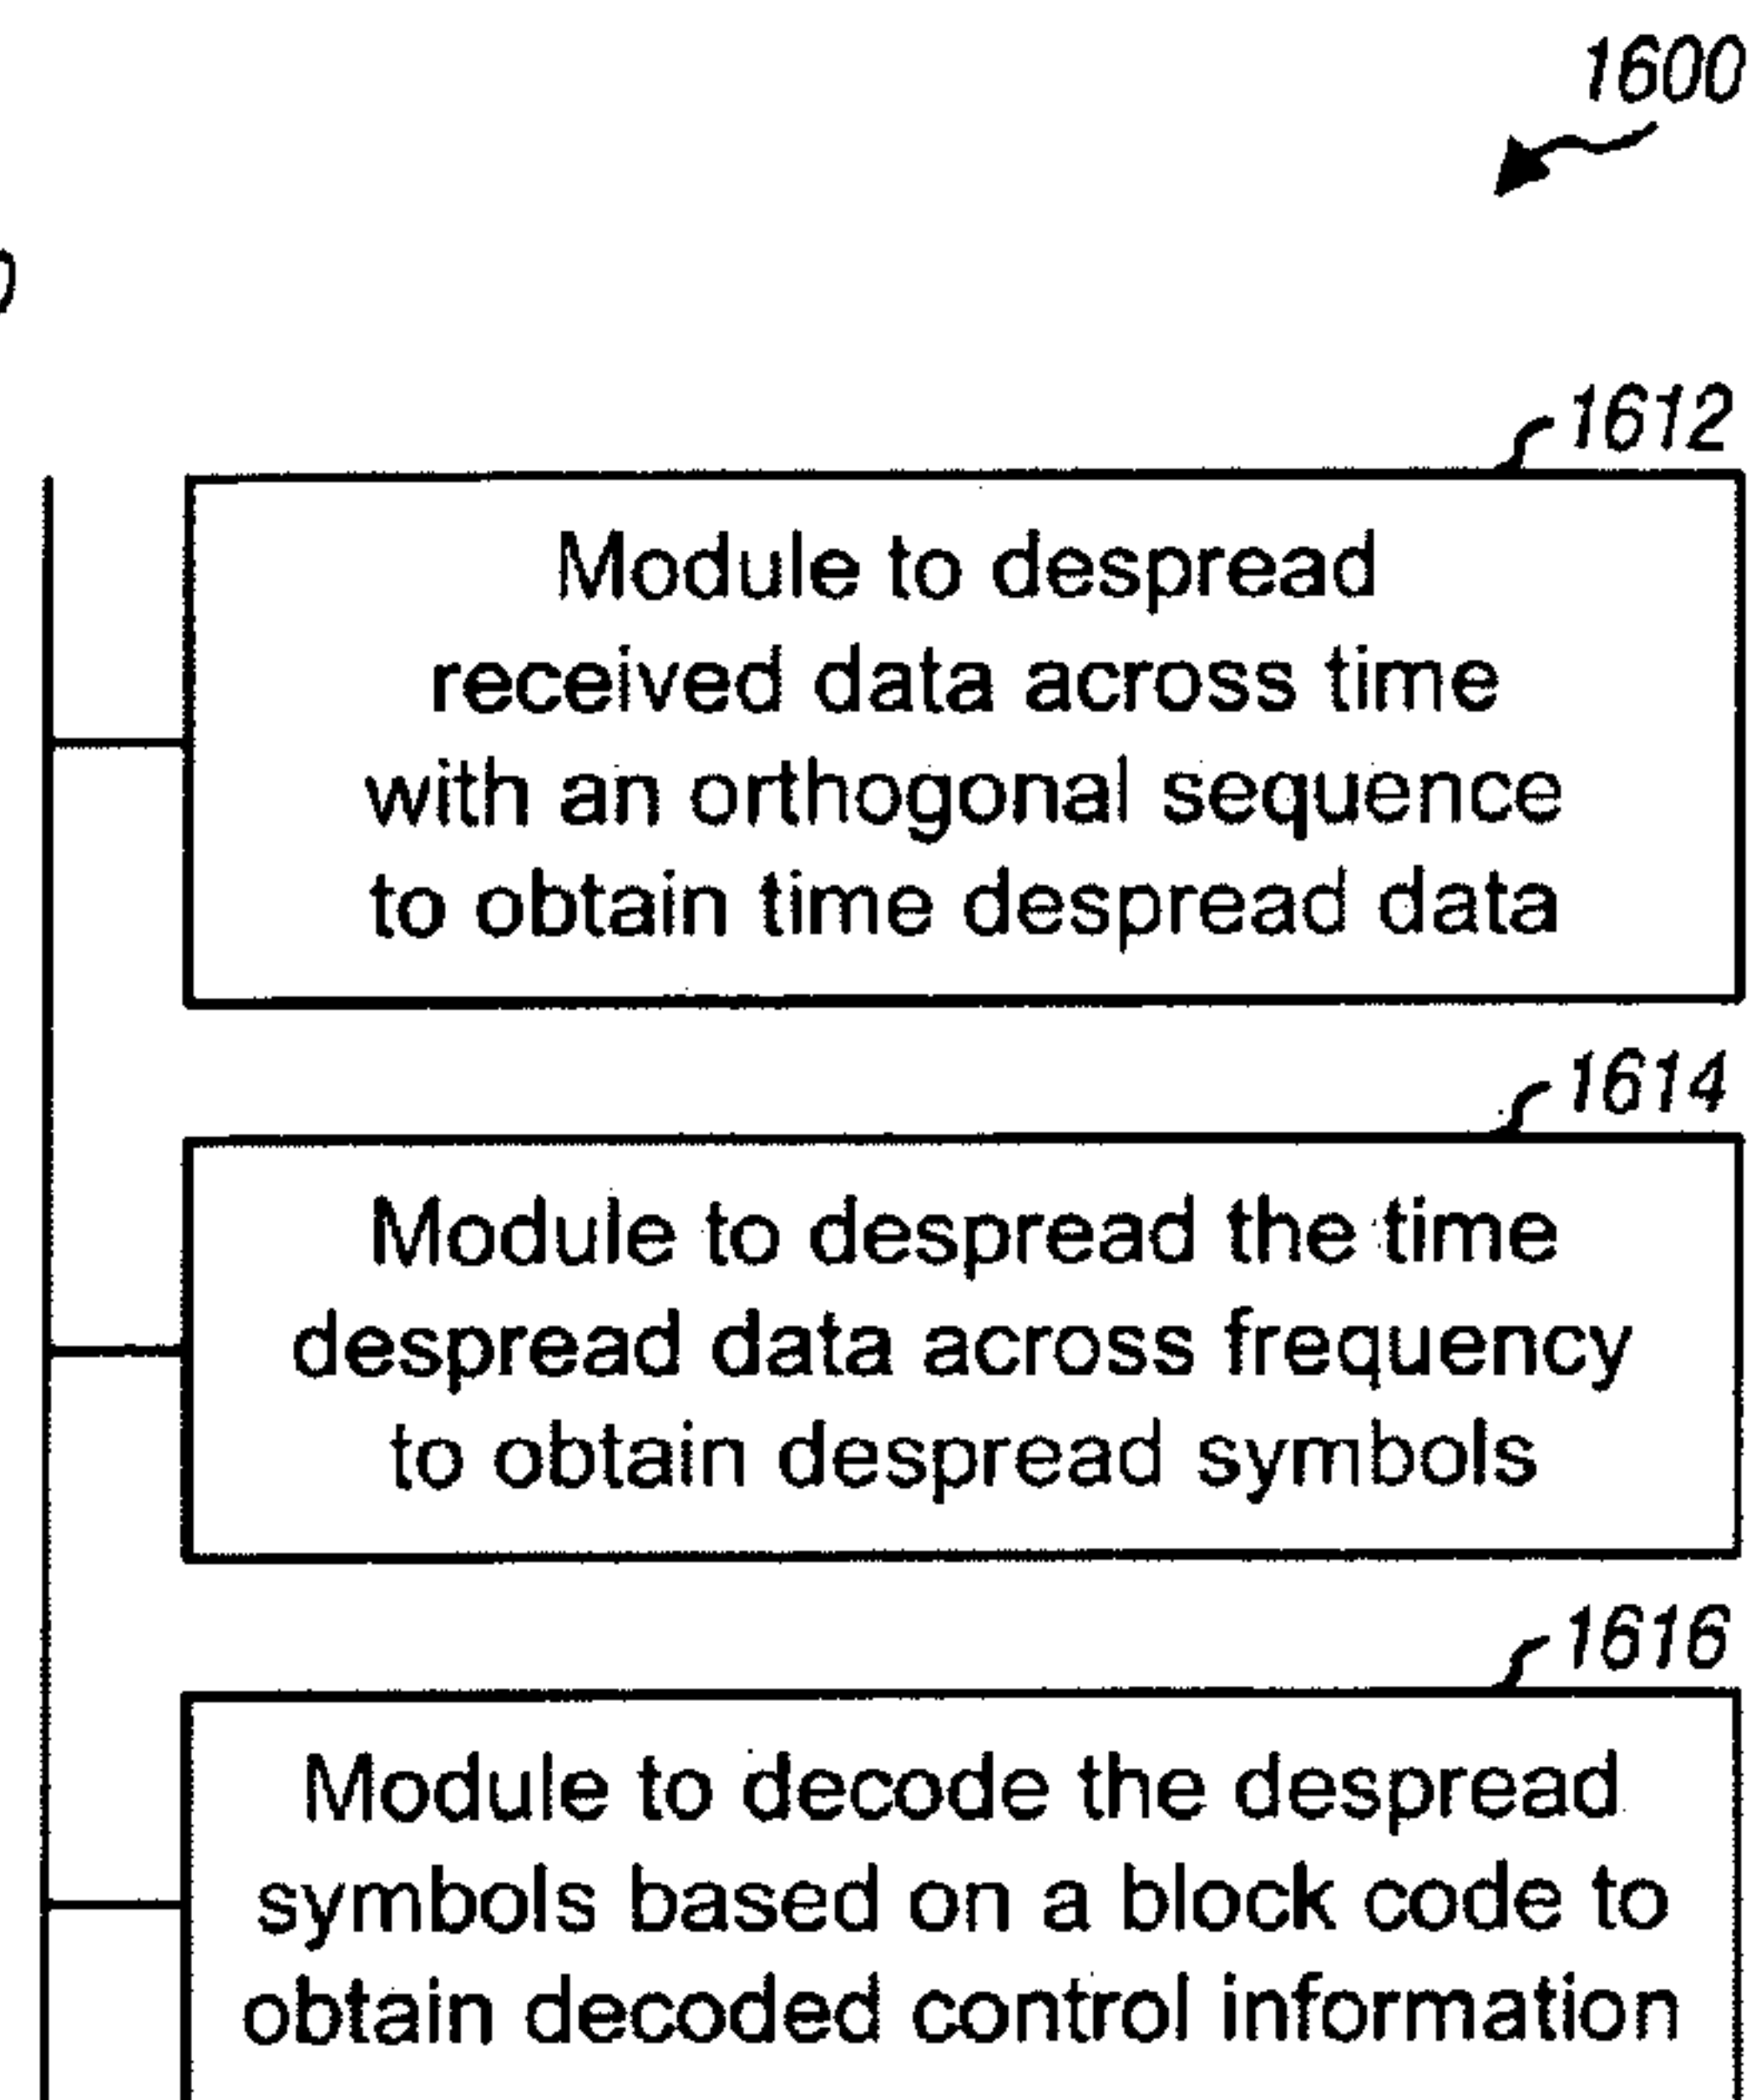 1600
1612
Module to despread
received data across time
with an orthogonal sequence
to obtain time despread data
1614
Module to despread the time
despread data across frequency
to obtain despread symbols
1616
Module to decode the despread
symbols based on a block code to
obtain decoded control information